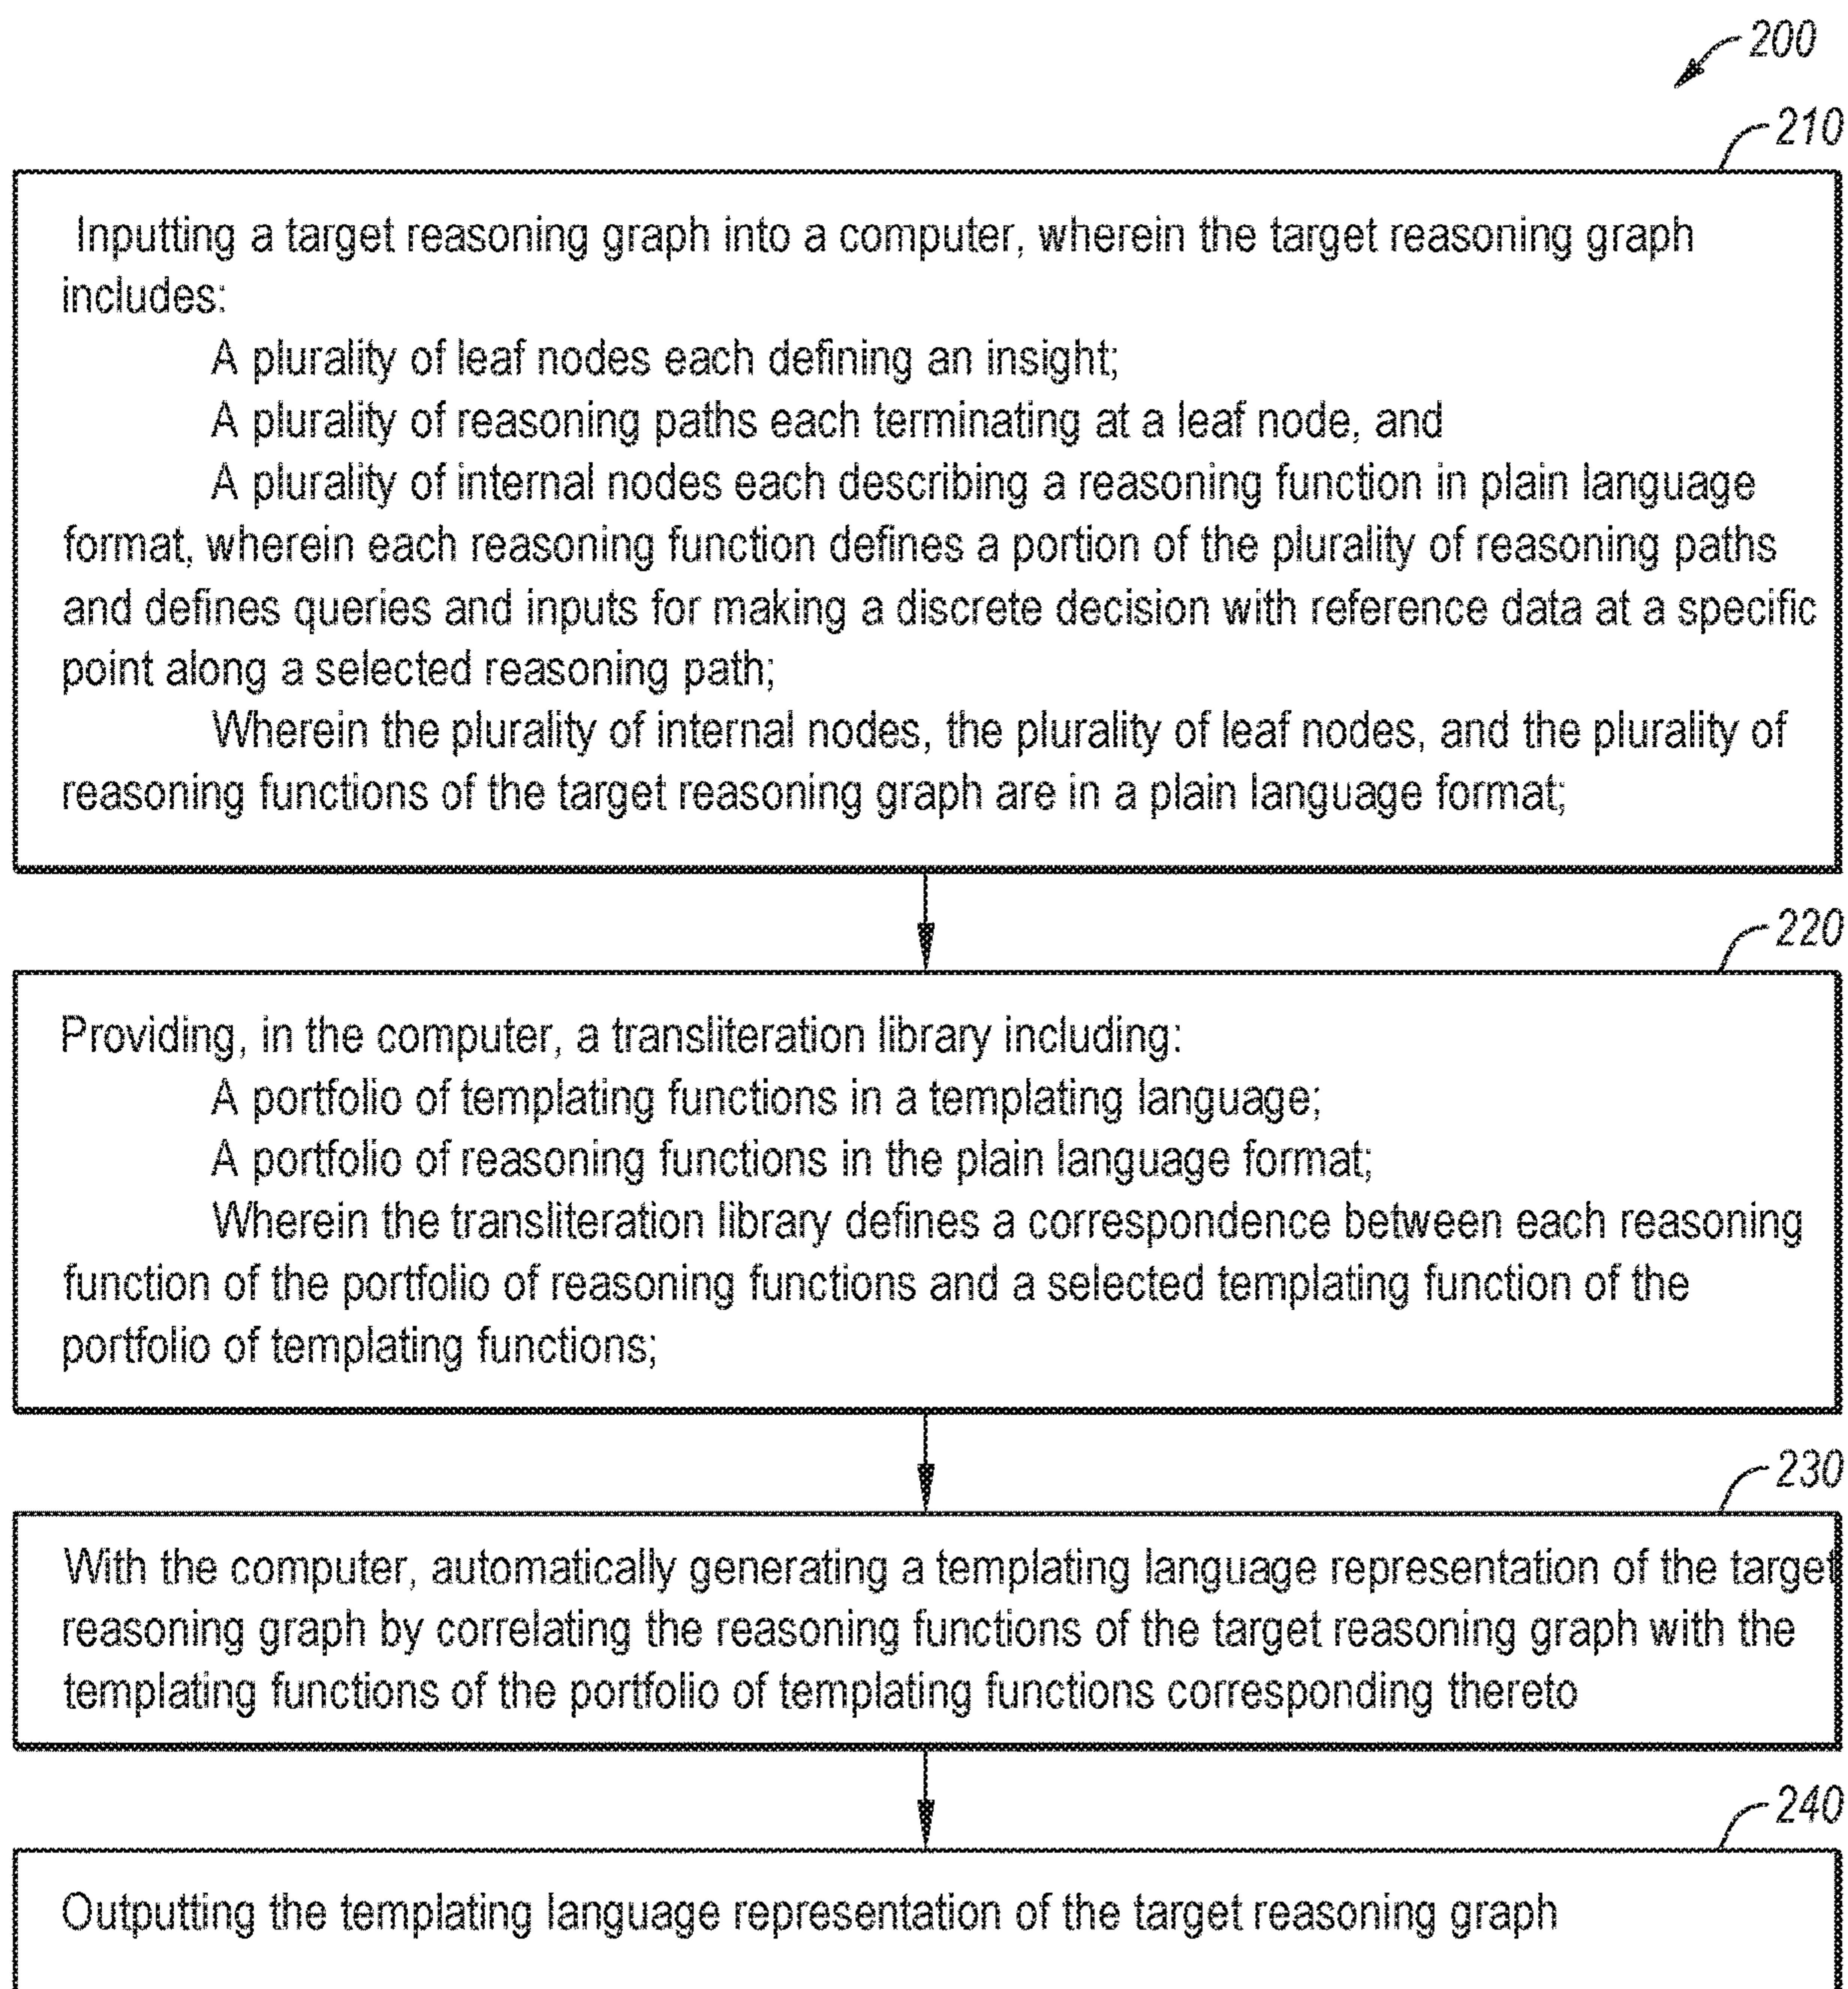 200
210
Inputting a target reasoning graph into a computer, wherein the target reasoning graph
includes:
A plurality of leaf nodes each defining an insight;
A plurality of reasoning paths each terminating at a leaf node, and
A plurality of internal nodes each describing a reasoning function in plain language
format, wherein each reasoning function defines a portion of the plurality of reasoning paths
and defines queries and inputs for making a discrete decision with reference data at a specific
point along a selected reasoning path;
Wherein the plurality of internal nodes, the plurality of leaf nodes, and the plurality of
reasoning functions of the target reasoning graph are in a plain language format;
220
Providing, in the computer, a transliteration library including:
A portfolio of templating functions in a templating language;
A portfolio of reasoning functions in the plain language format;
Wherein the transliteration library defines a correspondence between each reasoning
function of the portfolio of reasoning functions and a selected templating function of the
portfolio of templating functions;
230
With the computer, automatically generating a templating language representation of the target
reasoning graph by correlating the reasoning functions of the target reasoning graph with the
templating functions of the portfolio of templating functions corresponding thereto
240
Outputting the templating language representation of the target reasoning graph